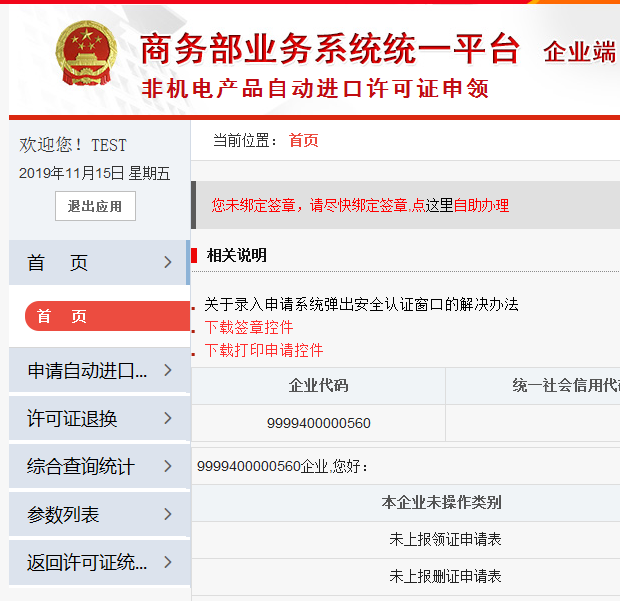 商务部业务系统统一平台 企业端
非机电产品自动进口许可证申领
欢迎您！TEST
2019年11月15日 星期五
退出应用
首 页
首 页
申请自动进口...
许可证退换
综合查询统计
参数列表
返回许可证统...
当前位置： 首页
您未绑定签章，请尽快绑定签章,点这里自助办理
相关说明
关于录入申请系统弹出安全认证窗口的解决办法
下载签章控件
下载打印申请控件
企业代码 统一社会信用代
9999400000560
9999400000560企业,您好：
本企业未操作类别
未上报领证申请表
未上报删证申请表